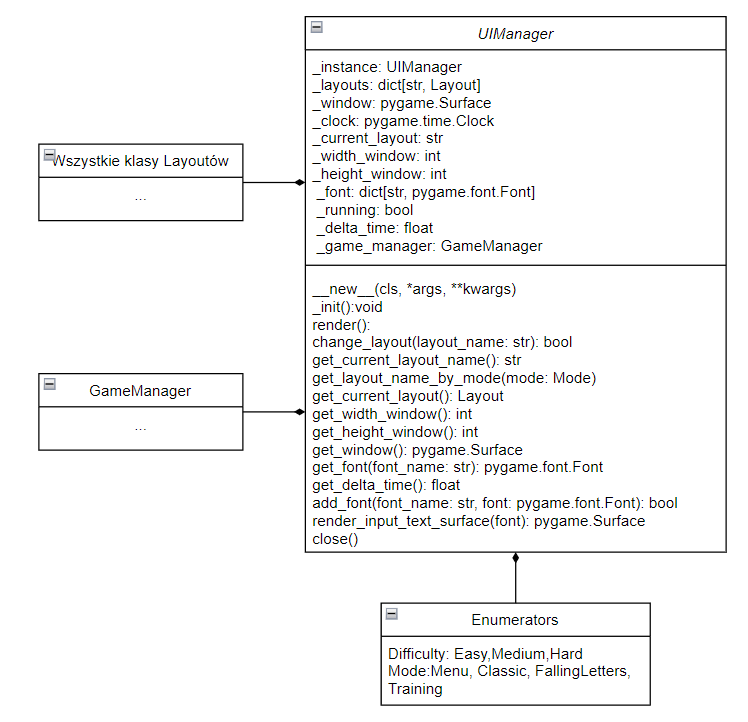 UIManager
_instance: UIManager
_layouts: dict[str, Layout]
_window: pygame.Surface
_clock: pygame.time.Clock
_current_layout: str
_width_window: int
_height_window: int
_font: dict[str, pygame.font.Font]
_running: bool
_delta_time: float
_game_manager: GameManager
__new__(cls, *args, **kwargs)
_init():void
render():
change_layout(layout_name: str): bool
get_current_layout_name(): str
get_layout_name_by_mode(mode: Mode)
get_current_layout(): Layout
get_width_window(): int
get_height_window(): int
get_window(): pygame.Surface
get_font(font_name: str): pygame.font.Font
get_delta_time(): float
add_font(font_name: str, font: pygame.font.Font): bool
render_input_text_surface(font): pygame.Surface
close()
Wszystkie klasy Layoutów
...
GameManager
...
Enumerators
Difficulty: Easy,Medium,Hard
Mode:Menu, Classic, FallingLetters,
Training